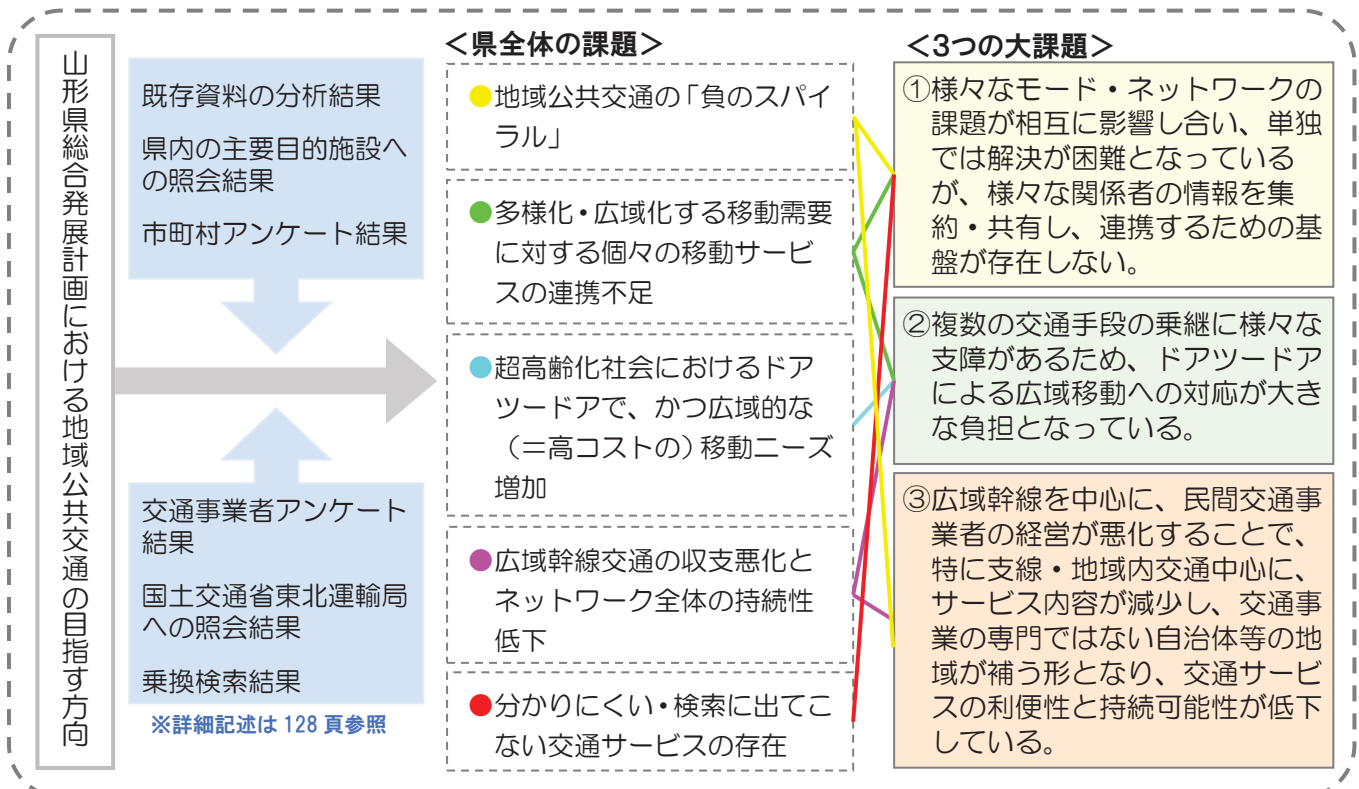 山形県総合発展計画における地域公共交通の目指す方向
既存資料の分析結果
県内の主要目的施設へ
の照会結果
市町村アンケート結果
交通事業者アンケート
結果
国土交通省東北運輸局
への照会結果
乗換検索結果
※詳細記述は 128 頁参照
＜県全体の課題＞
●地域公共交通の「負のスパイ
ラル」
●多様化・広域化する移動需要
に対する個々の移動サービ
スの連携不足
●超高齢化社会におけるドア
ツードアで、かつ広域的な
（＝高コストの）移動ニーズ
増加
●広域幹線交通の収支悪化と
ネットワーク全体の持続性
低下
●分かりにくい・検索に出てこ
ない交通サービスの存在
＜3つの大課題＞
①様々なモード・ネットワークの
課題が相互に影響し合い、単独
では解決が困難となっている
が、様々な関係者の情報を集
約・共有し、連携するための基
盤が存在しない。
②複数の交通手段の乗継に様々な
支障があるため、ドアツードア
による広域移動への対応が大き
な負担となっている。
③広域幹線を中心に、民間交通事
業者の経営が悪化することで、
特に支線・地域内交通中心に、
サービス内容が減少し、交通事
業の専門ではない自治体等の地
域が補う形となり、交通サービ
スの利便性と持続可能性が低下
している。